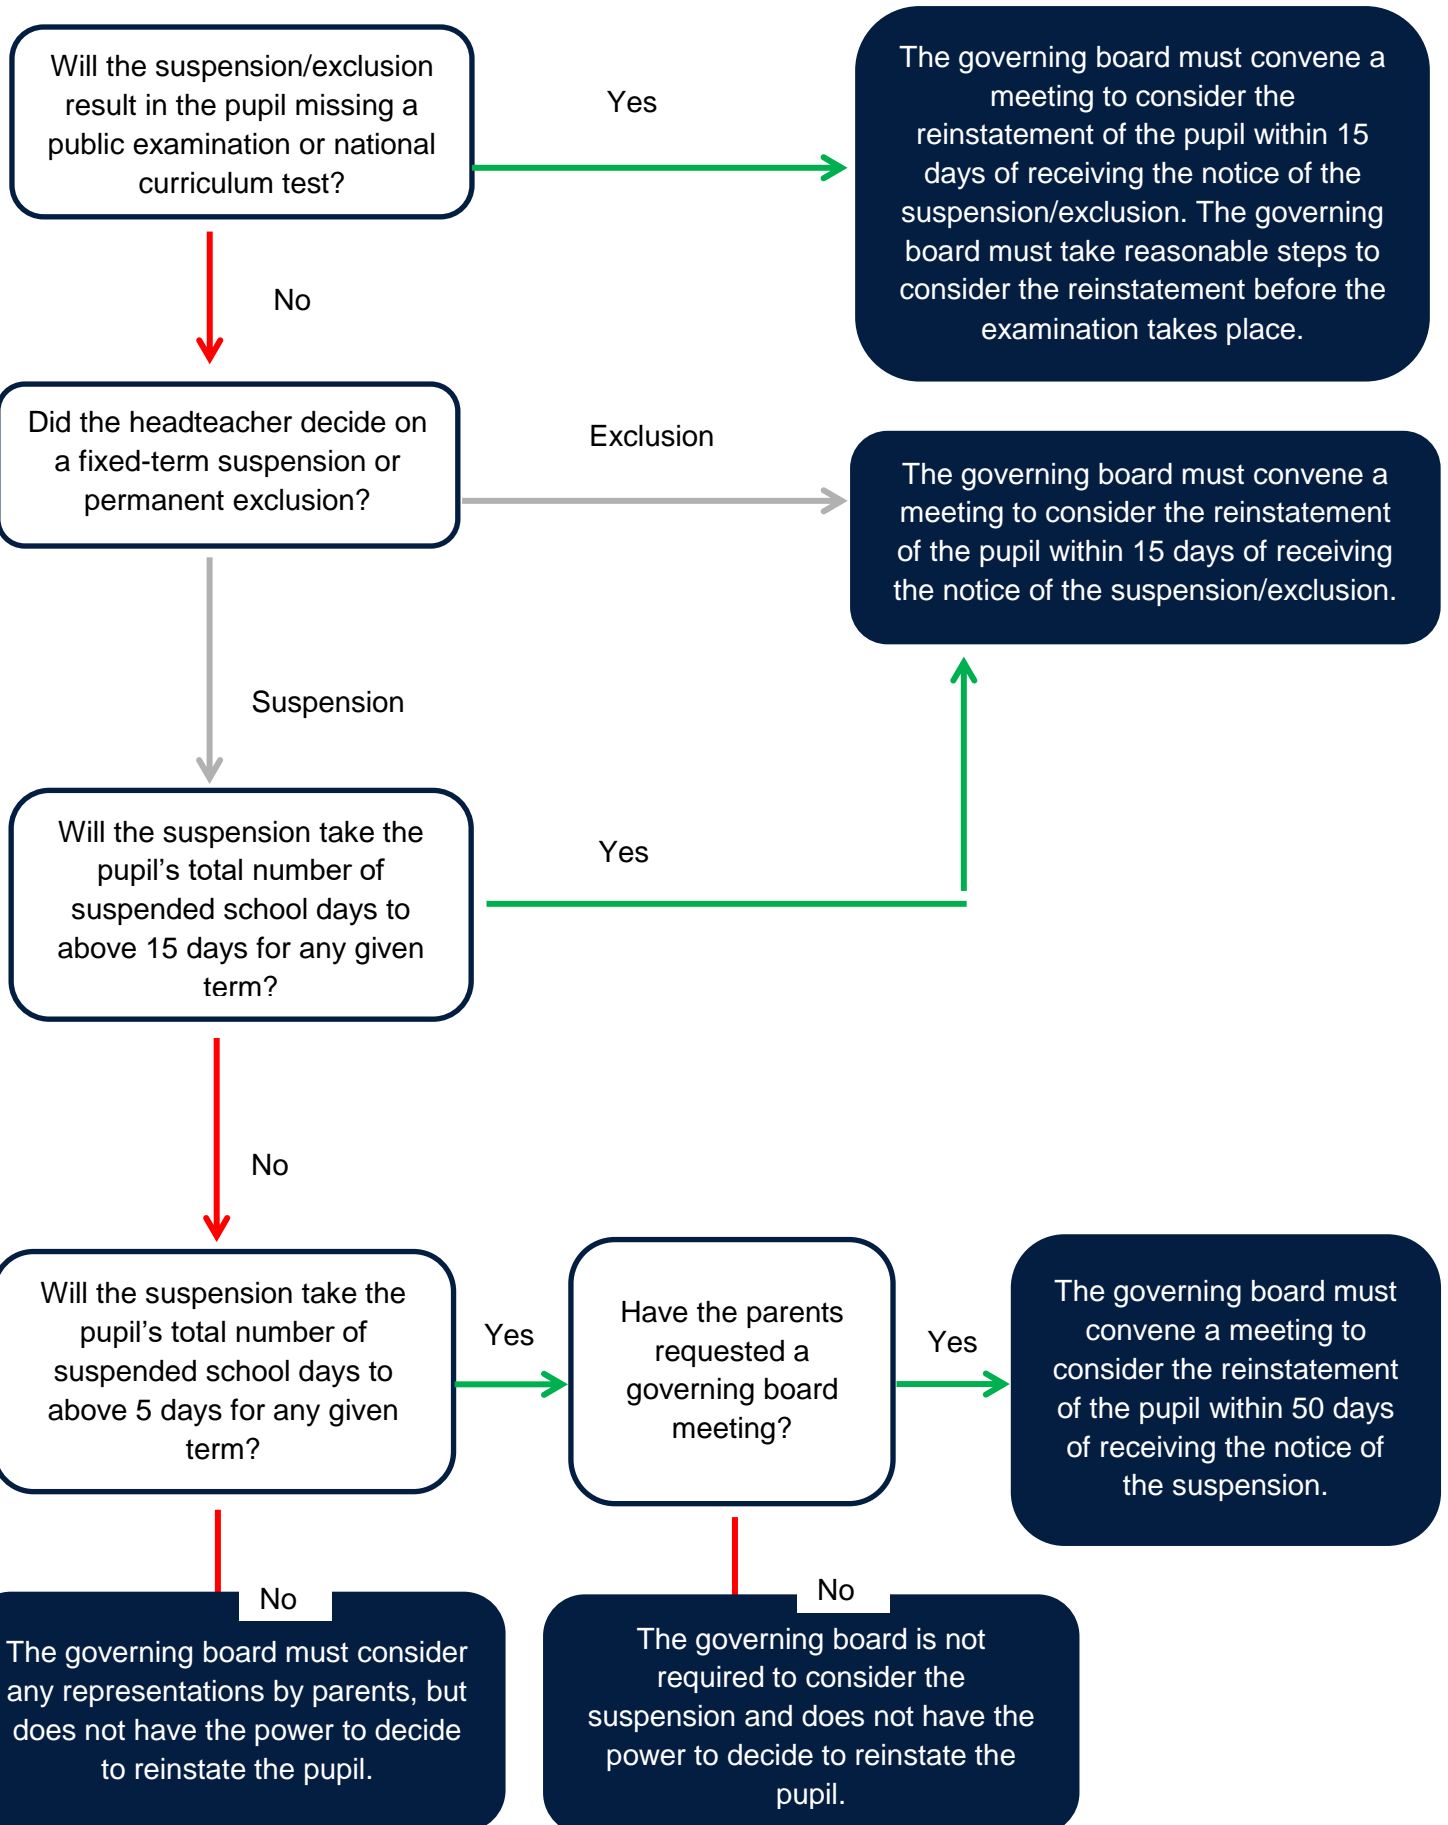 Will the suspension/exclusion
result in the pupil missing a
public examination or national
curriculum test?
Yes
The governing board must convene a
meeting to consider the
reinstatement of the pupil within 15
days of receiving the notice of the
suspension/exclusion. The governing
board must take reasonable steps to
consider the reinstatement before the
examination takes place.
No
Did the headteacher decide on
a fixed-term suspension or
permanent exclusion?
Exclusion
The governing board must convene a
meeting to consider the reinstatement
of the pupil within 15 days of receiving
the notice of the suspension/exclusion.
Suspension
Will the suspension take the
pupil’s total number of
suspended school days to
above 15 days for any given
term?
Yes
No
Will the suspension take the
pupil’s total number of
suspended school days to
above 5 days for any given
term?
Yes
Have the parents
requested a
governing board
meeting?
Yes
The governing board must
convene a meeting to
consider the reinstatement
of the pupil within 50 days
of receiving the notice of
the suspension.
No
The governing board must consider
any representations by parents, but
does not have the power to decide
to reinstate the pupil.
No
The governing board is not
required to consider the
suspension and does not have the
power to decide to reinstate the
pupil.